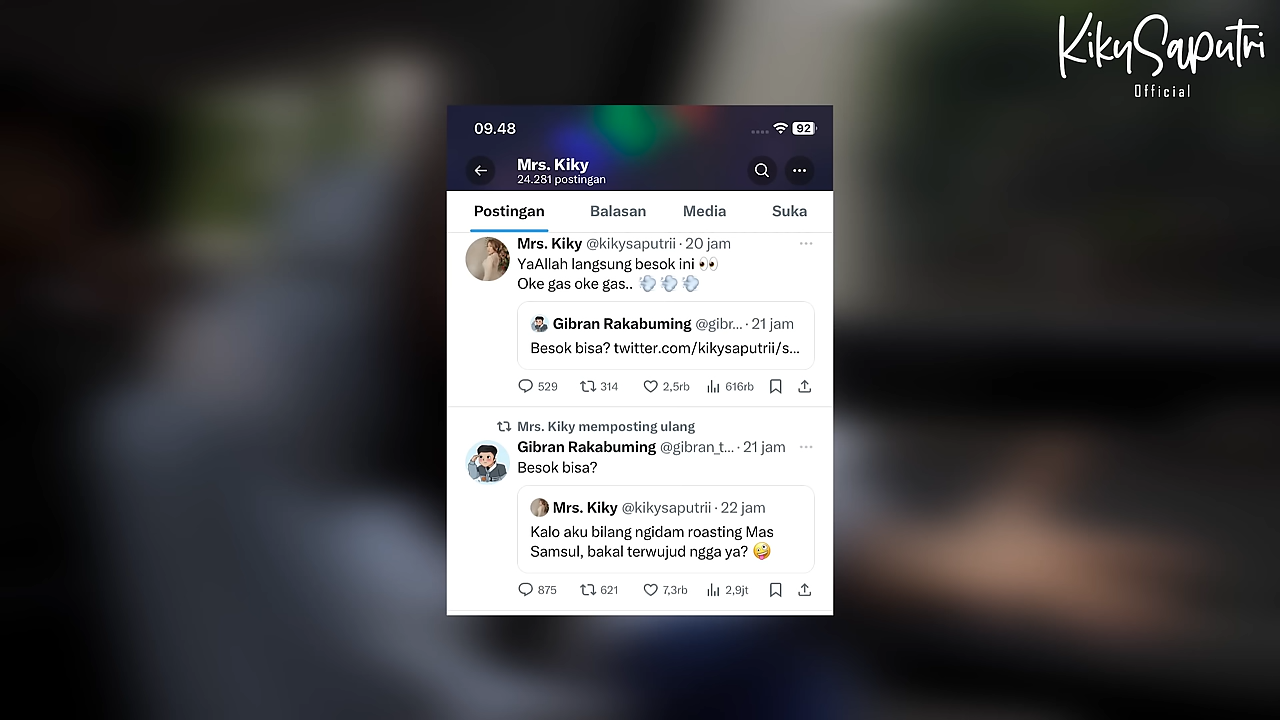 KikySaputri
Official
09.48
92
Mrs. Kiky
24.281 postingan
Postingan Balasan Media Suka
Mrs. Kiky @kikysaputrii · 20 jam
YaAllah langsung besok ini 👀
Oke gas oke gas.. 💨 💨 💨
Gibran Rakabuming @gibr... · 21 jam
Besok bisa? twitter.com/kikysaputrii/s...
529 314 2,5rb 616rb
Mrs. Kiky memposting ulang
Gibran Rakabuming @gibran_t... · 21 jam
Besok bisa?
Mrs. Kiky @kikysaputrii · 22 jam
Kalo aku bilang ngidam roasting Mas
Samsul, bakal terwujud ngga ya? 🤪
875 621 7,3rb 2,9jt